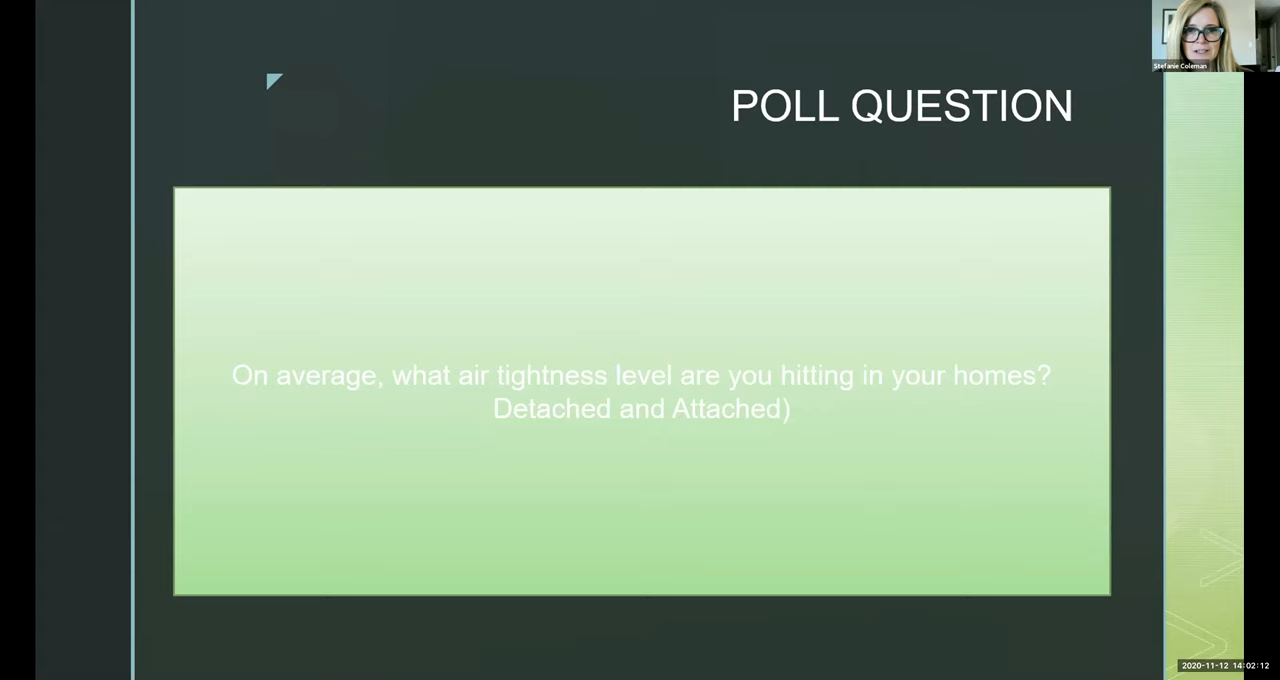 Stefanie Coleman
POLL QUESTION
On average, what air tightness level are you hitting in your homes?
Detached and Attached)
2020-11-12 14:02:12